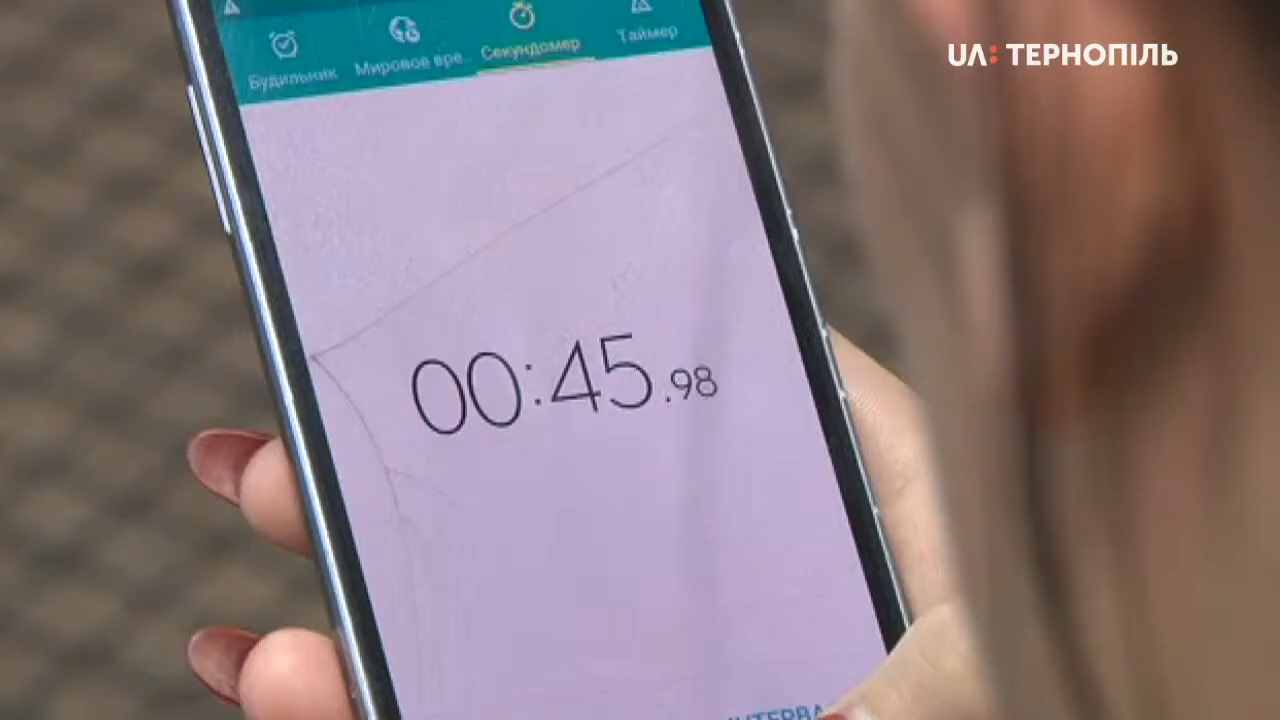 UA: ТЕРНОПІЛЬ
Будильник
Мировое вре..
Секундомер
Таймер
00:45.98